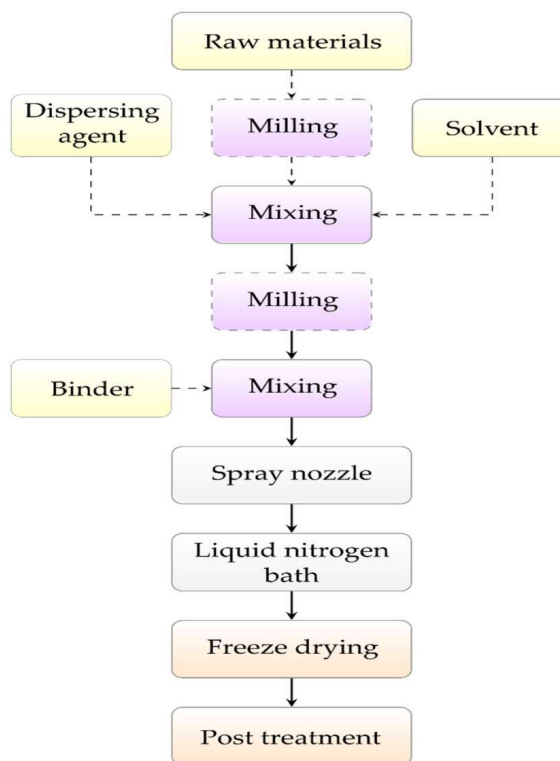 Raw materials
Dispersing
agent
Milling
Solvent
Mixing
Milling
Binder
Mixing
Spray nozzle
Liquid nitrogen
bath
Freeze drying
Post treatment